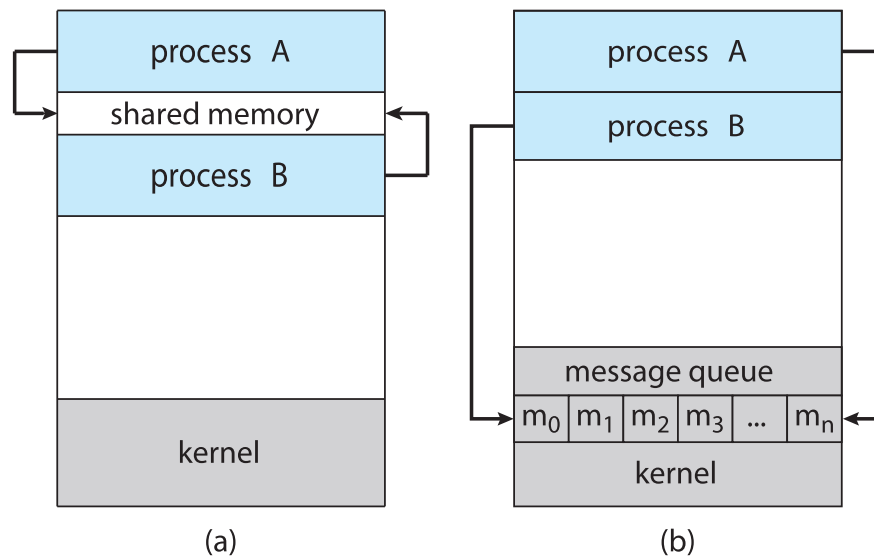 process A
shared memory
process B
kernel
(a)
process A
process B
message queue
m₀ m₁ m₂ m₃ ... mₙ
kernel
(b)